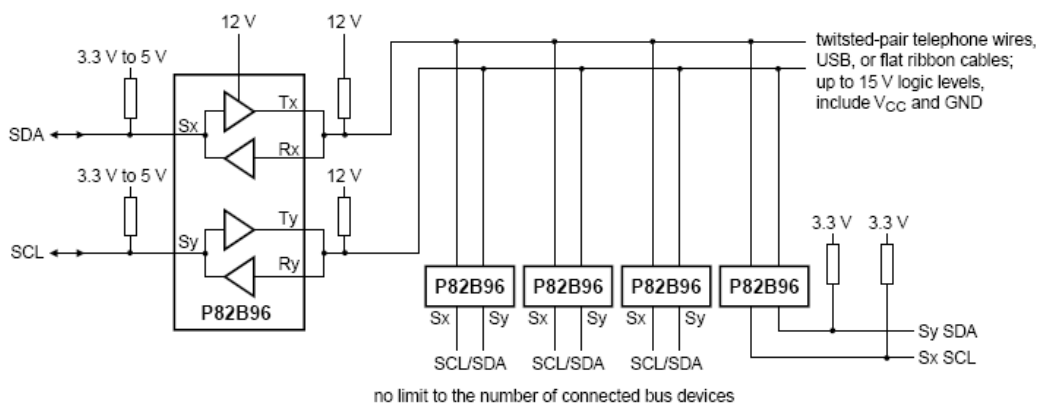 12 V
12 V
3.3 V to 5 V
Tx
Sx
SDA
Rx
3.3 V to 5 V
12 V
Ty
Sy
SCL
Ry
P82B96
twitsted-pair telephone wires,
USB, or flat ribbon cables;
up to 15 V logic levels,
include VCC and GND
3.3 V
3.3 V
P82B96
P82B96
P82B96
P82B96
Sx
Sy
Sx
Sy
Sx
Sy
SCL/SDA
SCL/SDA
SCL/SDA
Sy SDA
Sx SCL
no limit to the number of connected bus devices